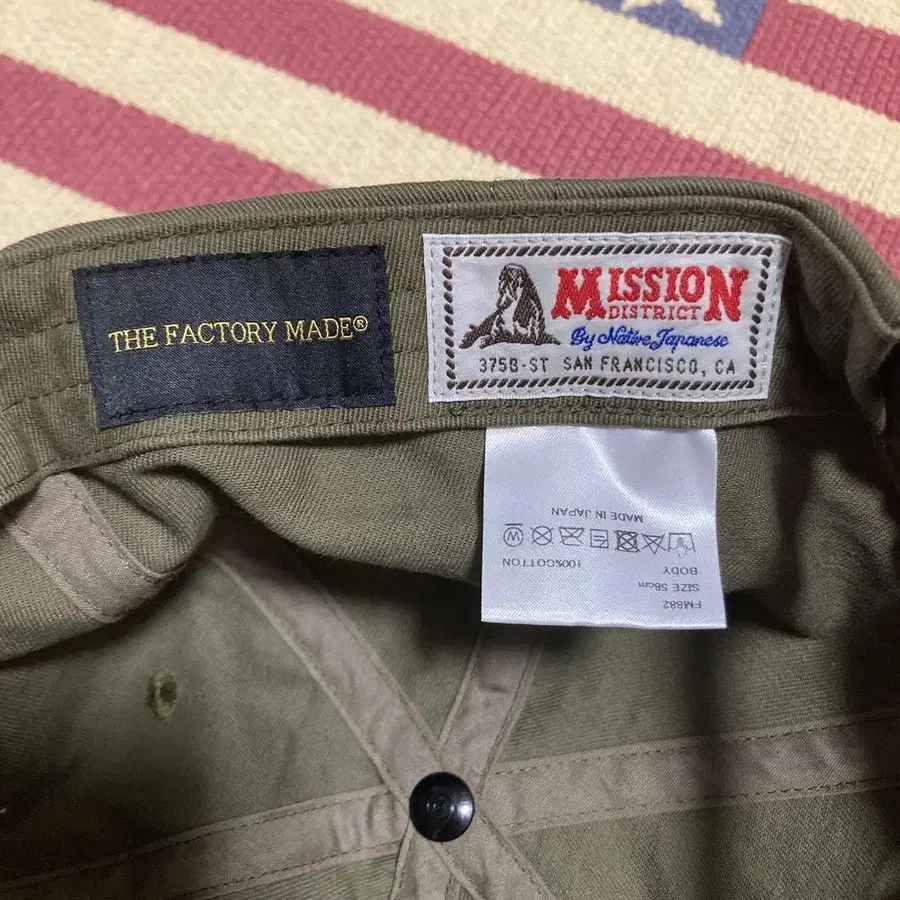 THE FACTORY MADE®
MISSION
DISTRICT
By Native Japanese
375B-ST SAN FRANCISCO, CA
FM882
SIZE 58cm
BODY
100%COTTON
W
MADE IN JAPAN